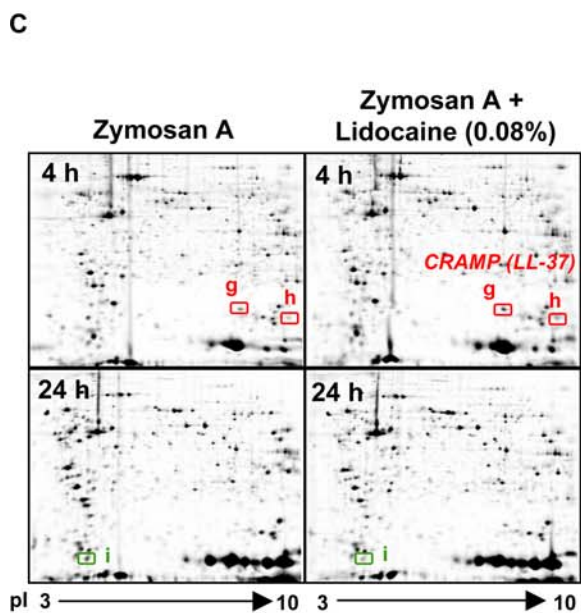 C
Zymosan A
Zymosan A +
Lidocaine (0.08%)
4 h
g
h
4 h
CRAMP (LL-37)
g
h
24 h
i
24 h
i
pI 3 10 3 10